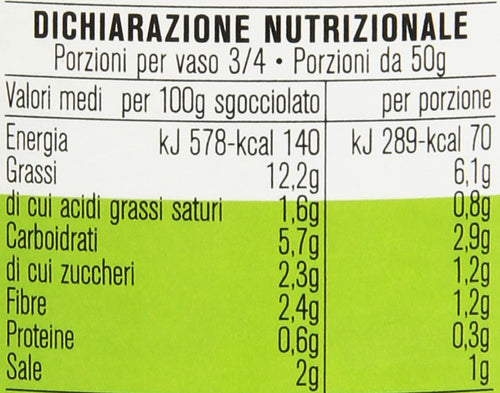 DICHIARAZIONE NUTRIZIONALE
Porzioni per vaso 3/4 • Porzioni da 50g
Valori medi per 100g sgocciolato per porzione
Energia kJ 578-kcal 140 kJ 289-kcal 70
Grassi 12,2g 6,1g
di cui acidi grassi saturi 1,6g 0,8g
Carboidrati 5,7g 2,9g
di cui zuccheri 2,3g 1,2g
Fibre 2,4g 1,2g
Proteine 0,6g 0,3g
Sale 2g 1g